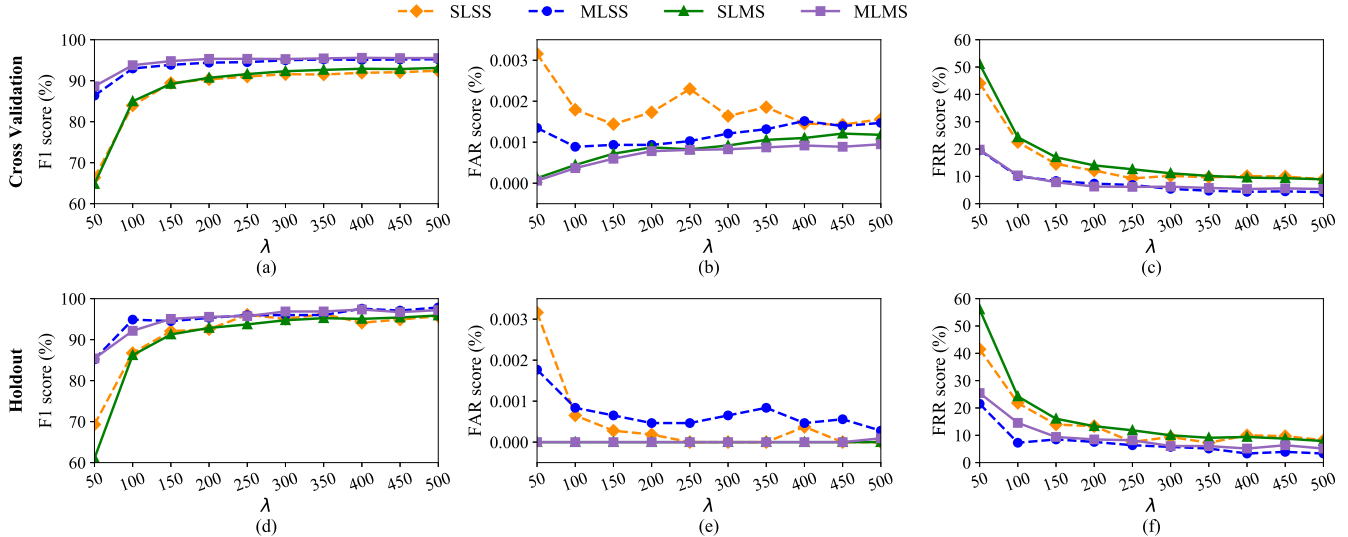 SLSS MLSS SLMS MLMS
Cross Validation
F1 score (%)
100
90
80
70
60
50 100 150 200 250 300 350 400 450 500
λ
(a)
FAR score (%)
0.003
0.002
0.001
0.000
50 100 150 200 250 300 350 400 450 500
λ
(b)
FRR score (%)
60
50
40
30
20
10
0
50 100 150 200 250 300 350 400 450 500
λ
(c)
Holdout
F1 score (%)
100
90
80
70
60
50 100 150 200 250 300 350 400 450 500
λ
(d)
FAR score (%)
0.003
0.002
0.001
0.000
50 100 150 200 250 300 350 400 450 500
λ
(e)
FRR score (%)
60
50
40
30
20
10
0
50 100 150 200 250 300 350 400 450 500
λ
(f)